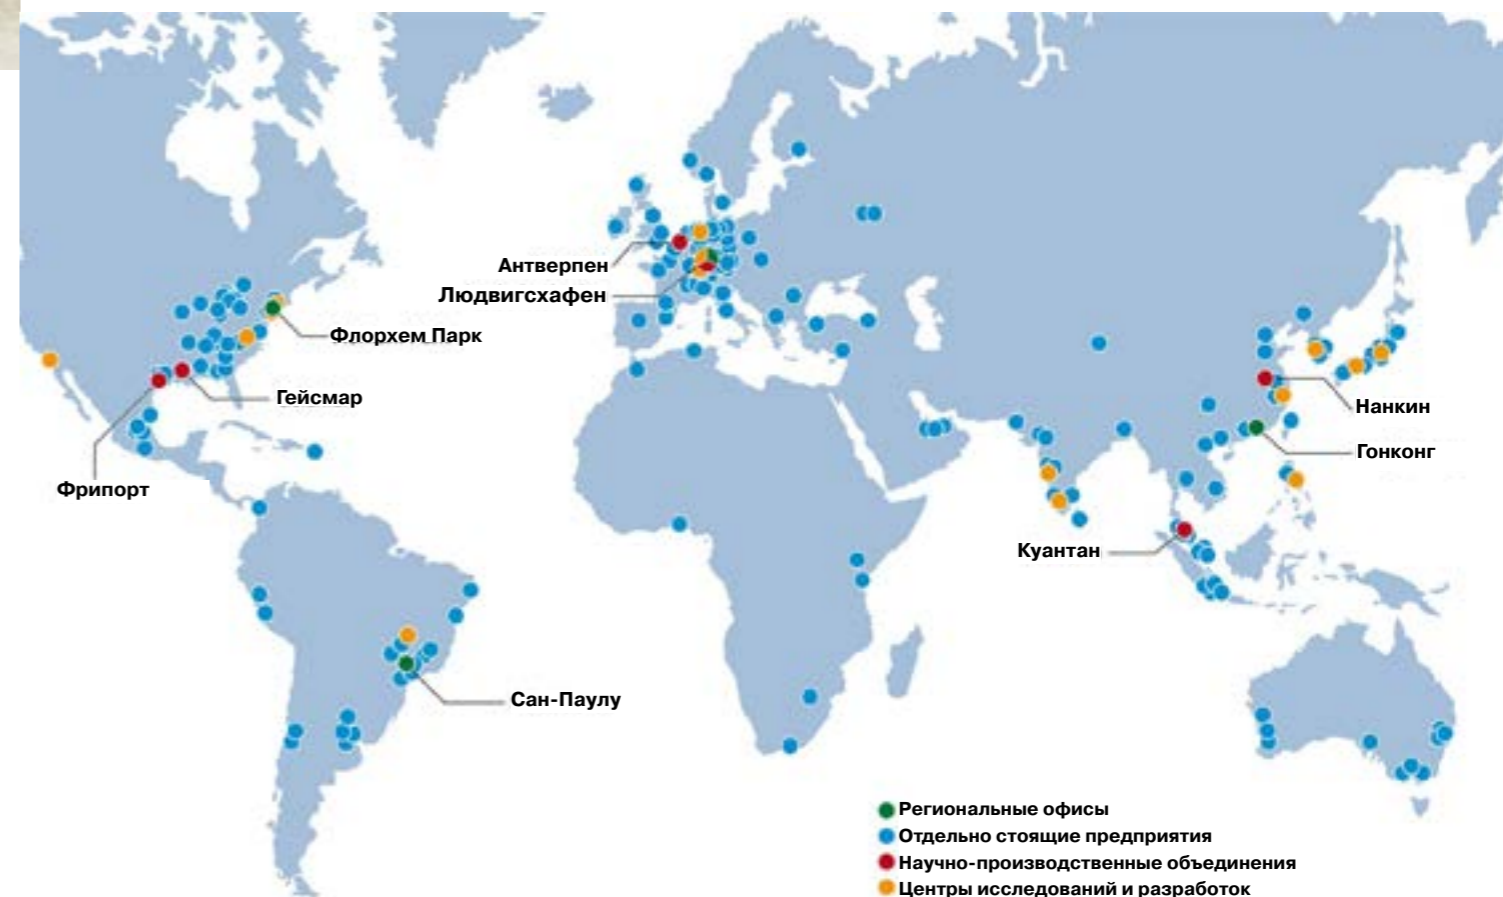 Антверпен
Людвигсхафен
Флорхем Парк
Гейсмар
Нанкин
Гонконг
Фрипорт
Куантан
Сан-Паулу
Региональные офисы
Отдельно стоящие предприятия
Научно-производственные объединения
Центры исследований и разработок